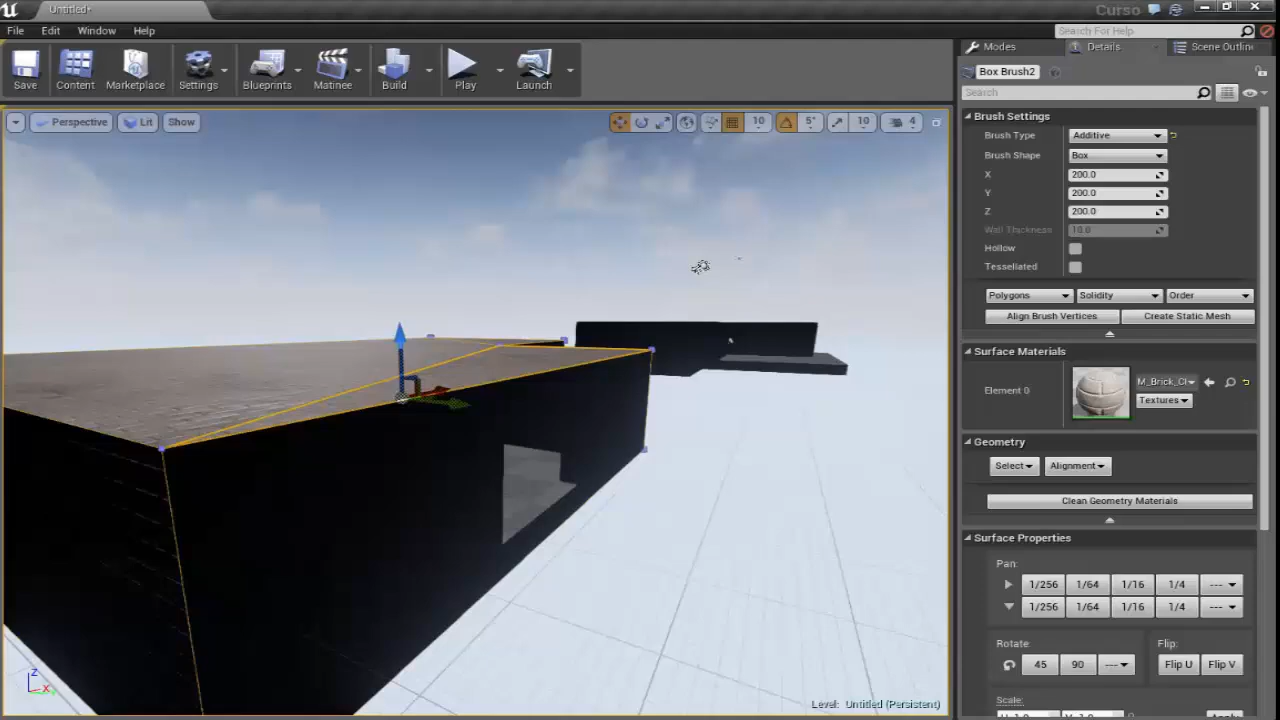 Untitled*
Curso
File Edit Window Help
Search For Help
Save Content Marketplace Settings Blueprints Matinee Build Play Launch
Modes Details Scene Outlin
Box Brush2
Search
Perspective Lit Show
10 5° 10 4
Brush Settings
Brush Type Additive
Brush Shape Box
X 200.0
Y 200.0
Z 200.0
Wall Thickness 10.0
Hollow
Tessellated
Polygons Solidity Order
Align Brush Vertices Create Static Mesh
Surface Materials
Element 0 M_Brick_Cl
Textures
Geometry
Select Alignment
Clean Geometry Materials
Surface Properties
Pan:
1/256 1/64 1/16 1/4 ---
1/256 1/64 1/16 1/4 ---
Rotate: Flip:
45 90 --- Flip U Flip V
Scale:
Z
X
Level: Untitled (Persistent)